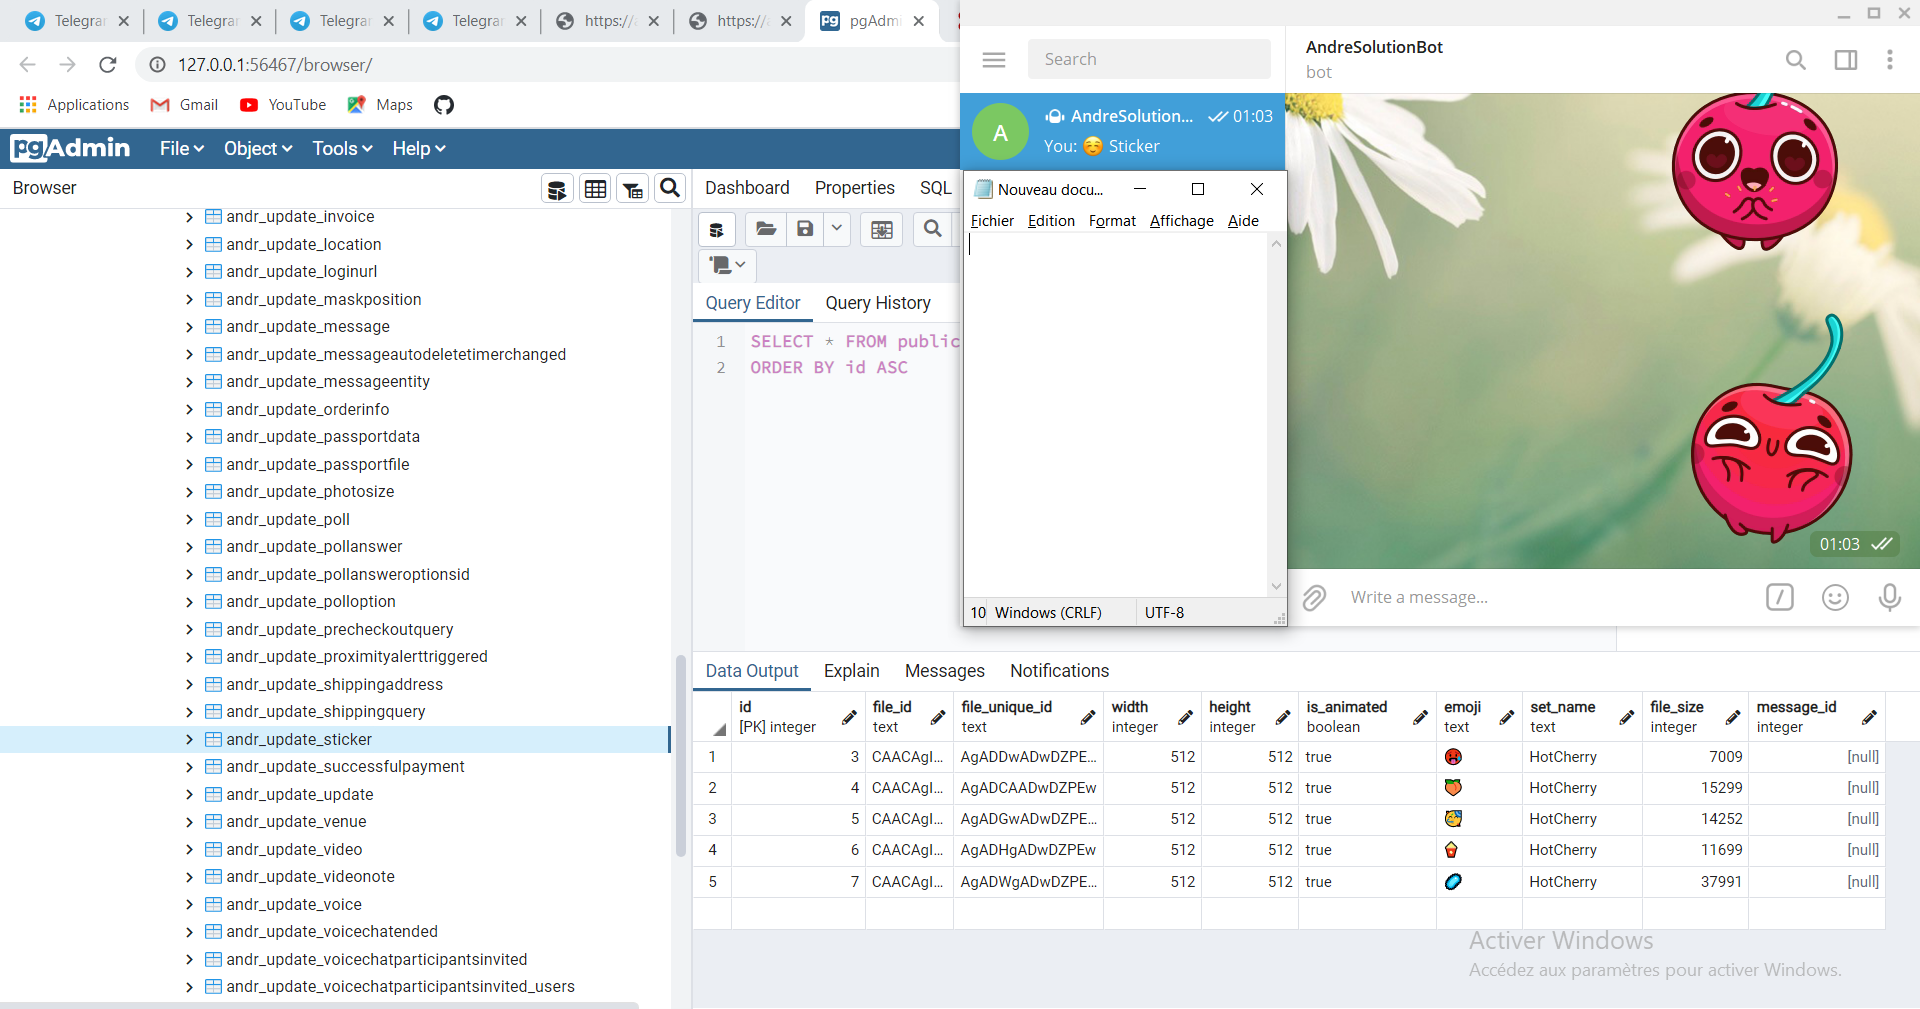 Telegra
Telegra
Telegra
Telegra
https://
https://
pgAdm
127.0.0.1:56467/browser/
Applications
Gmail
YouTube
Maps
pgAdmin
File
Object
Tools
Help
Browser
andr_update_invoice
andr_update_location
andr_update_loginurl
andr_update_maskposition
andr_update_message
andr_update_messageautodeletetimerchanged
andr_update_messageentity
andr_update_orderinfo
andr_update_passportdata
andr_update_passportfile
andr_update_photosize
andr_update_poll
andr_update_pollanswer
andr_update_pollansweroptionsid
andr_update_polloption
andr_update_precheckoutquery
andr_update_proximityalerttriggered
andr_update_shippingaddress
andr_update_shippingquery
andr_update_sticker
andr_update_successfulpayment
andr_update_update
andr_update_venue
andr_update_video
andr_update_videonote
andr_update_voice
andr_update_voicechatended
andr_update_voicechatparticipantsinvited
andr_update_voicechatparticipantsinvited_users
Dashboard Properties SQL
Query Editor Query History
1 SELECT * FROM public
2 ORDER BY id ASC
Search
A
AndreSolution... 01:03
You: ☺️ Sticker
AndreSolutionBot
bot
01:03
Write a message...
Nouveau docu...
Fichier Edition Format Affichage Aide
10 Windows (CRLF) UTF-8
Data Output Explain Messages Notifications
id file_id file_unique_id width height is_animated emoji set_name file_size message_id
[PK] integer text text integer integer boolean text text integer integer
1 3 CAACAgI... AgADDwADwDZPE... 512 512 true HotCherry 7009 [null]
2 4 CAACAgI... AgADCAADwDZPEw 512 512 true 🍑 HotCherry 15299 [null]
3 5 CAACAgI... AgADGwADwDZPE... 512 512 true HotCherry 14252 [null]
4 6 CAACAgI... AgADHgADwDZPEw 512 512 true HotCherry 11699 [null]
5 7 CAACAgI... AgADWgADwDZPE... 512 512 true HotCherry 37991 [null]
Activer Windows
Accédez aux paramètres pour activer Windows.